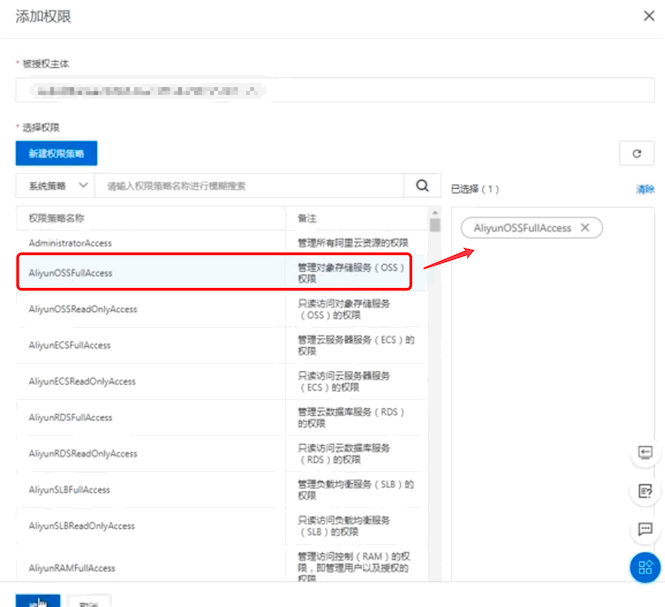 添加权限
* 被授权主体
* 选择权限
新建权限策略
系统策略 请输入权限策略名称进行模糊搜索
已选择（1） 清除
权限策略名称 备注
AliyunOSSFullAccess
AdministratorAccess 管理所有阿里云资源的权限
AliyunOSSFullAccess 管理对象存储服务（OSS）
权限
AliyunOSSReadOnlyAccess 只读访问对象存储服务
（OSS）的权限
AliyunECSFullAccess 管理云服务器服务（ECS）的
权限
AliyunECSReadOnlyAccess 只读访问云服务器服务
（ECS）的权限
AliyunRDSFullAccess 管理云数据库服务（RDS）
的权限
AliyunRDSReadOnlyAccess 只读访问云数据库服务
（RDS）的权限
AliyunSLBFullAccess 管理负载均衡服务（SLB）的
权限
AliyunSLBReadOnlyAccess 只读访问负载均衡服务
（SLB）的权限
AliyunRAMFullAccess 管理访问控制（RAM）的权
限，即管理用户以及授权的
权限